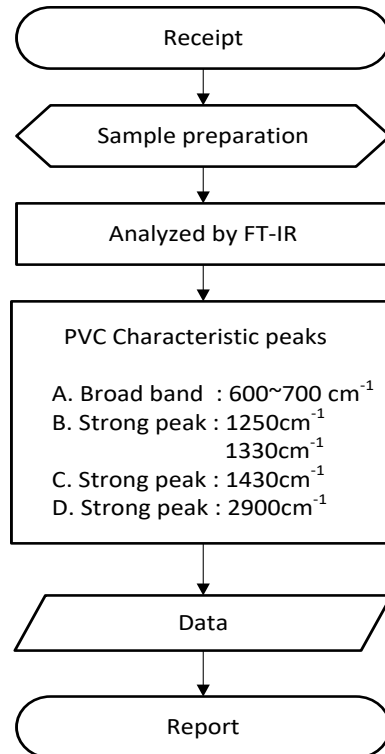 Receipt
Sample preparation
Analyzed by FT-IR
PVC Characteristic peaks
A. Broad band : 600~700 cm⁻¹
B. Strong peak : 1250cm⁻¹
1330cm⁻¹
C. Strong peak : 1430cm⁻¹
D. Strong peak : 2900cm⁻¹
Data
Report